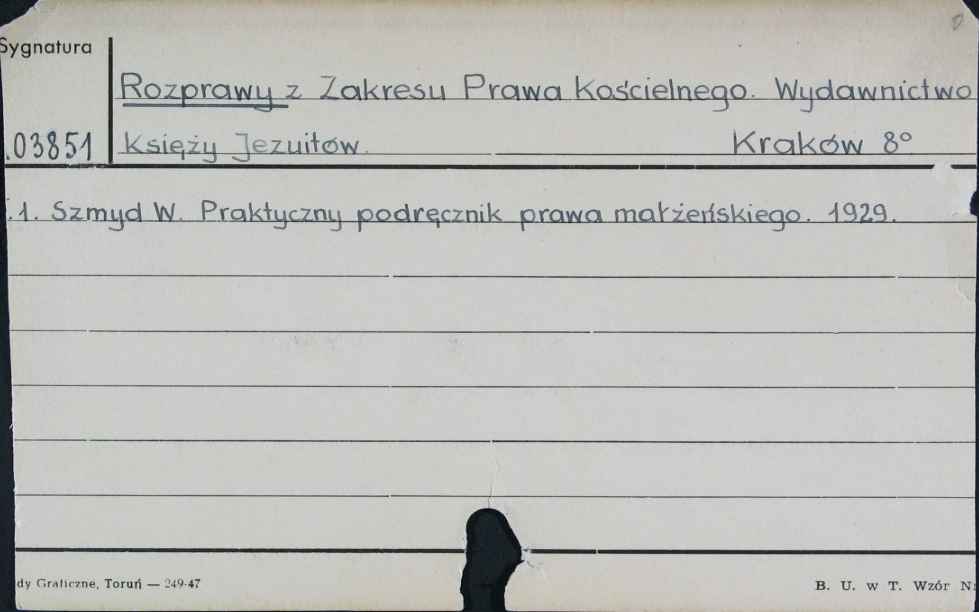 Sygnatura
Rozprawy z Zakresu Prawa Kościelnego. Wydawnictwo
.03851 Księży Jezuitów. Kraków 8°
.1. Szmyd W. Praktyczny podręcznik prawa małżeńskiego. 1929.
dy Graficzne, Toruń — 249-47
B. U. w T. Wzór N